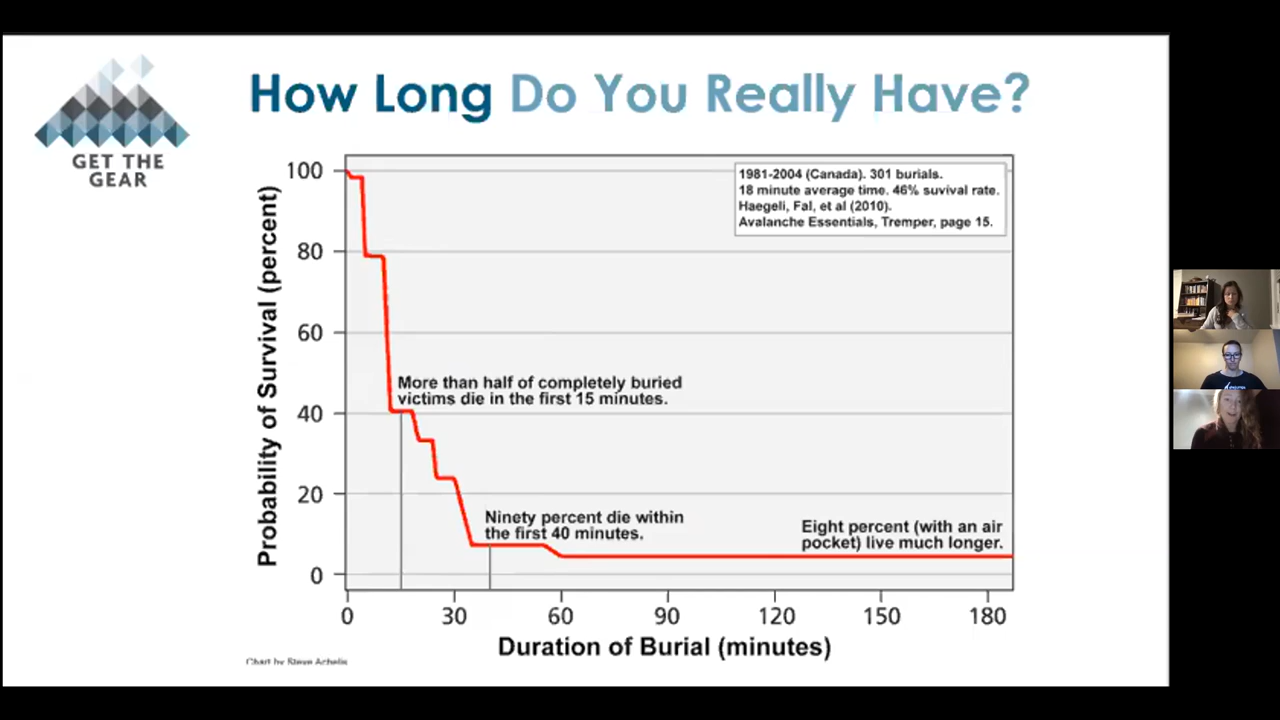 GET THE
GEAR
How Long Do You Really Have?
1981-2004 (Canada). 301 burials.
18 minute average time. 46% suvival rate.
Haegeli, Fal, et al (2010).
Avalanche Essentials, Tremper, page 15.
Probability of Survival (percent)
100
80
60
40
20
0
More than half of completely buried
victims die in the first 15 minutes.
Ninety percent die within
the first 40 minutes.
Eight percent (with an air
pocket) live much longer.
0 30 60 90 120 150 180
Duration of Burial (minutes)
Chart by Steve Achelis